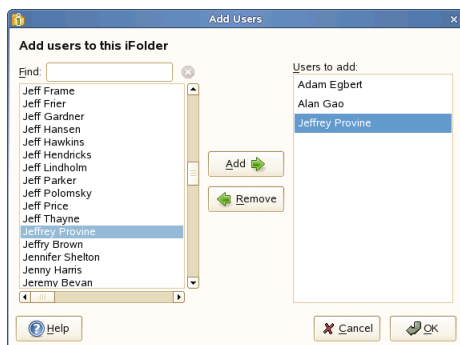 Add Users
Add users to this iFolder
Find:
Jeff Frame
Jeff Frier
Jeff Gardner
Jeff Hansen
Jeff Hawkins
Jeff Hendricks
Jeff Lindholm
Jeff Parker
Jeff Polomsky
Jeff Price
Jeff Thayne
Jeffrey Provine
Jeffry Brown
Jennifer Shelton
Jenny Harris
Jeremy Bevan
Add
Remove
Users to add:
Adam Egbert
Alan Gao
Jeffrey Provine
Help
Cancel
OK